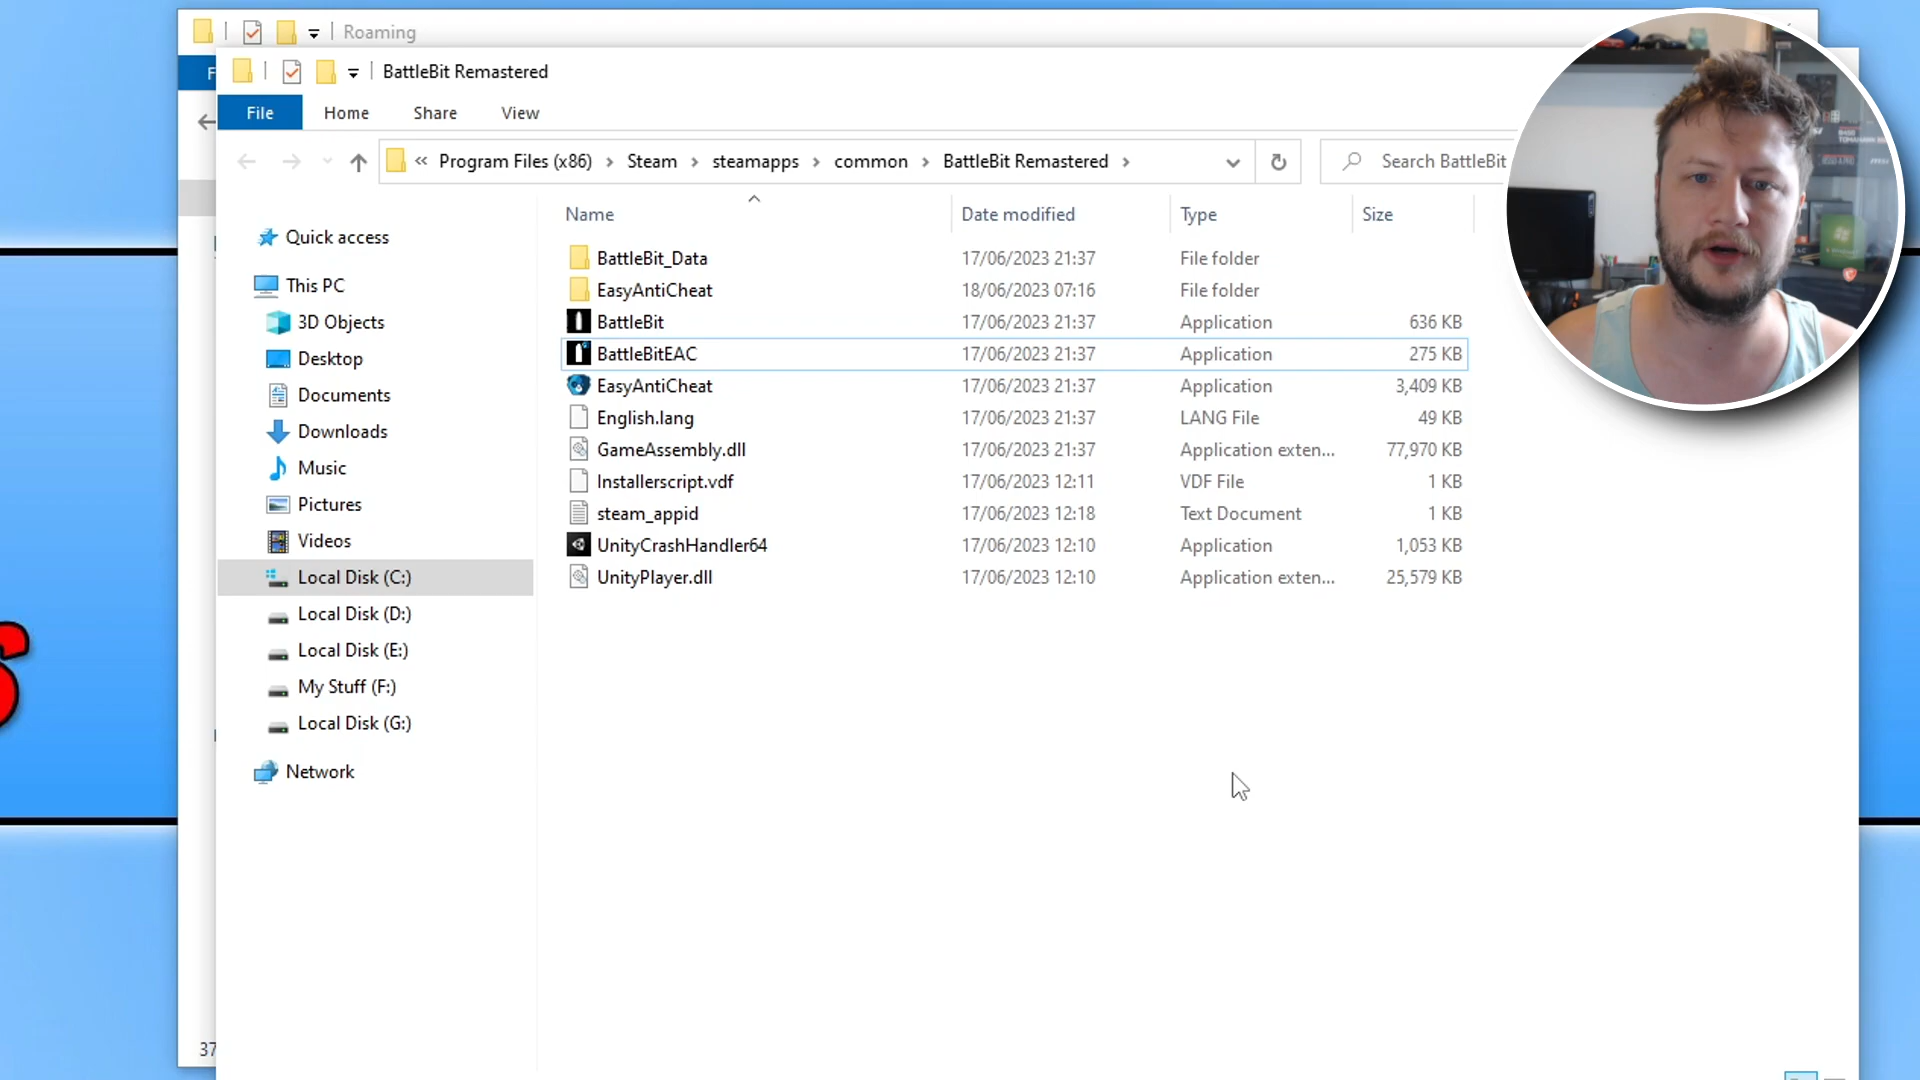 Roaming
F
BattleBit Remastered
File Home Share View
« Program Files (x86) › Steam › steamapps › common › BattleBit Remastered ›
Search BattleBit
Name Date modified Type Size
Quick access
This PC
3D Objects
Desktop
Documents
Downloads
Music
Pictures
Videos
Local Disk (C:)
Local Disk (D:)
Local Disk (E:)
My Stuff (F:)
Local Disk (G:)
Network
BattleBit_Data 17/06/2023 21:37 File folder
EasyAntiCheat 18/06/2023 07:16 File folder
BattleBit 17/06/2023 21:37 Application 636 KB
BattleBitEAC 17/06/2023 21:37 Application 275 KB
EasyAntiCheat 17/06/2023 21:37 Application 3,409 KB
English.lang 17/06/2023 21:37 LANG File 49 KB
GameAssembly.dll 17/06/2023 21:37 Application exten... 77,970 KB
Installerscript.vdf 17/06/2023 12:11 VDF File 1 KB
steam_appid 17/06/2023 12:18 Text Document 1 KB
UnityCrashHandler64 17/06/2023 12:10 Application 1,053 KB
UnityPlayer.dll 17/06/2023 12:10 Application exten... 25,579 KB
37